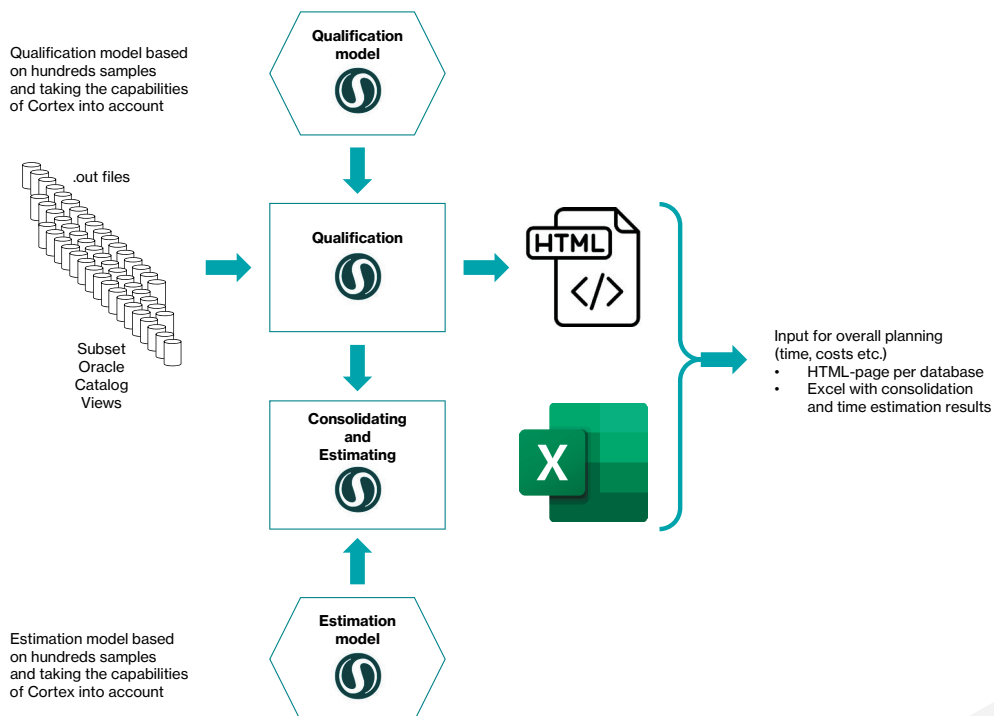 Qualification model based
on hundreds samples
and taking the capabilities
of Cortex into account
Qualification
model
.out files
Subset
Oracle
Catalog
Views
Qualification
HTML
</>
Consolidating
and
Estimating
X
Input for overall planning
(time, costs etc.)
• HTML-page per database
• Excel with consolidation
and time estimation results
Estimation model based
on hundreds samples
and taking the capabilities
of Cortex into account
Estimation
model